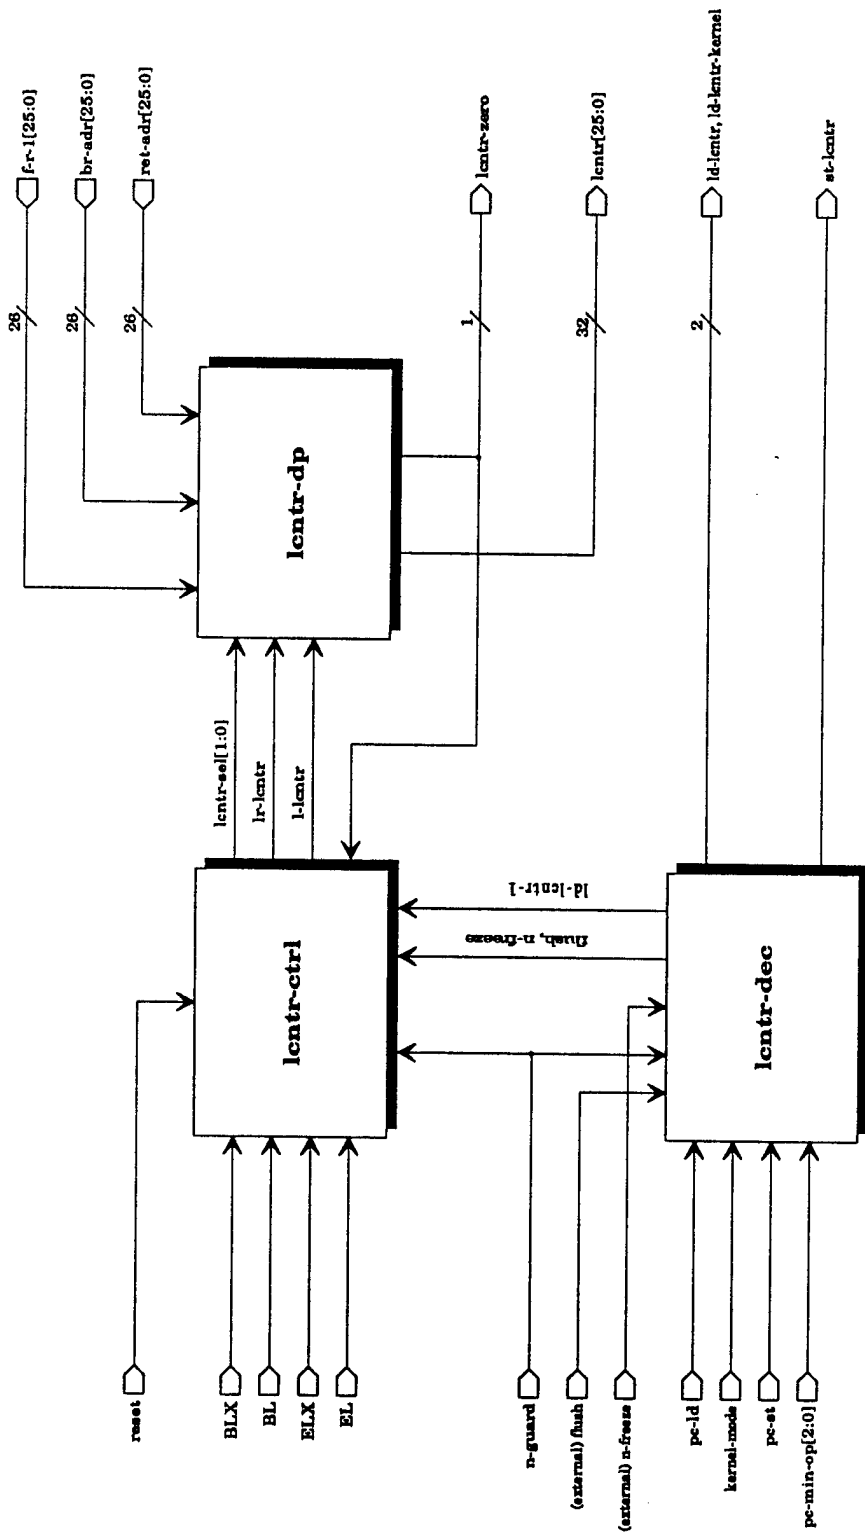 f-r-1[25:0]
br-adr[25:0]
ret-adr[25:0]
lcntr-zero
lcntr[25:0]
ld-lcntr, ld-lcntr-kernel
st-lcntr
26
26
26
1
32
2
lcntr-dp
lcntr-sel[1:0]
lr-lcntr
l-lcntr
lcntr-ctrl
ld-lcntr-1
flush, n-freeze
lcntr-dec
reset
BLX
BL
ELX
EL
n-guard
(external) flush
(external) n-freeze
pc-ld
kernel-mode
pc-st
pc-min-op[2:0]